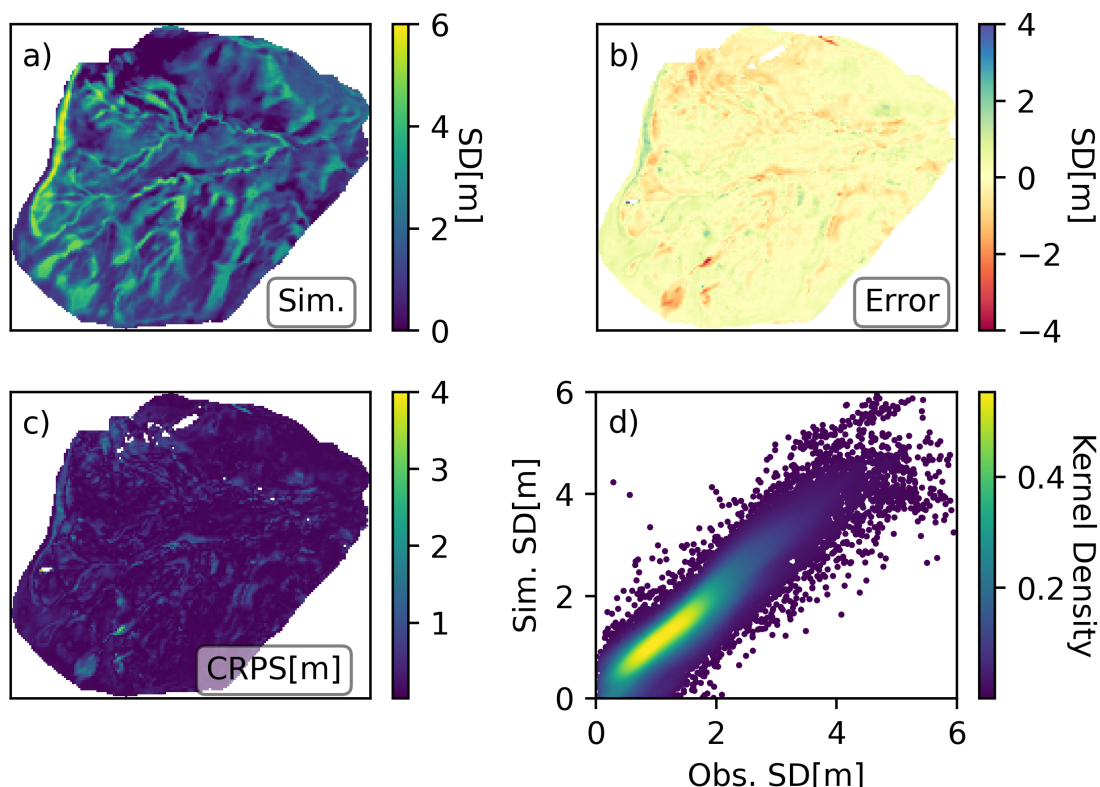 a)
Sim.
6
4
2
0
SD[m]
b)
Error
4
2
0
−2
−4
SD[m]
c)
CRPS[m]
4
3
2
1
d)
6
4
2
0
Sim. SD[m]
0 2 4 6
Obs. SD[m]
0.4
0.2
Kernel Density